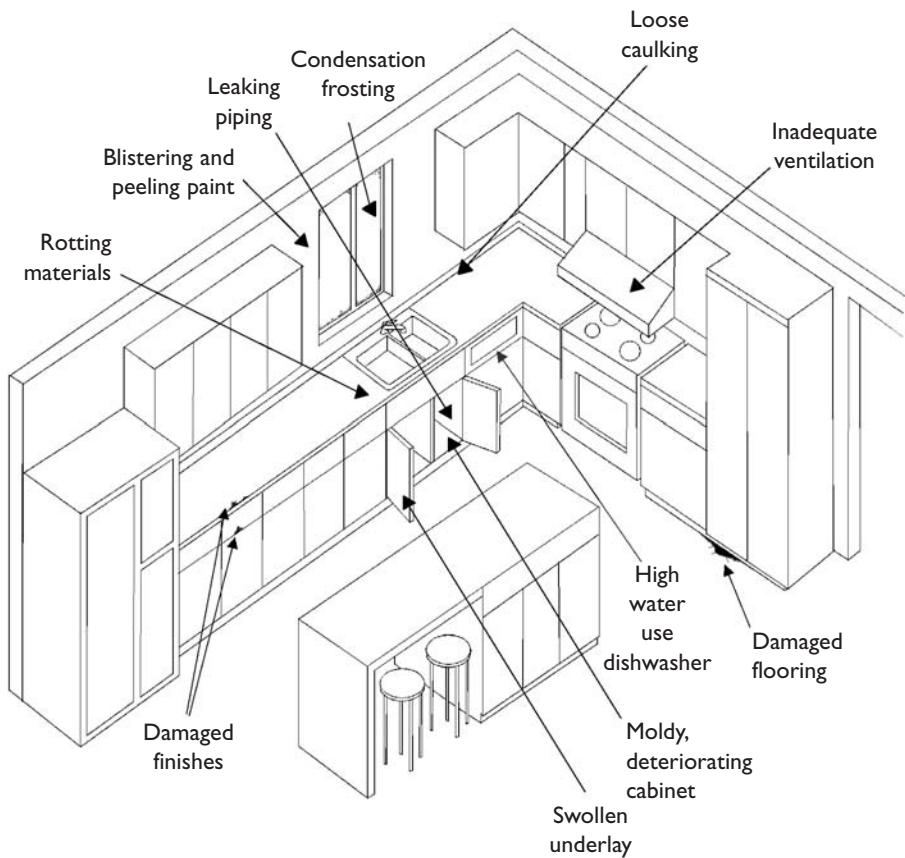 Loose
caulking
Condensation
frosting
Leaking
piping
Inadequate
ventilation
Blistering and
peeling paint
Rotting
materials
High
water
use
dishwasher
Damaged
flooring
Damaged
finishes
Moldy,
deteriorating
cabinet
Swollen
underlay